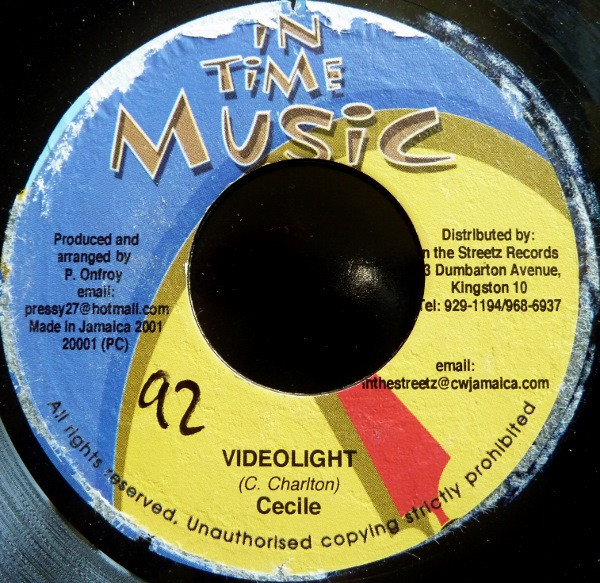 IN
TiME
MUSiC
Produced and
arranged by
P. Onfroy
email:
pressy27@hotmail.com
Made in Jamaica 2001
20001 (PC)
Distributed by:
n the Streetz Records
3 Dumbarton Avenue,
Kingston 10
Tel: 929-1194/968-6937
email:
inthestreetz@cwjamaica.com
92
VIDEOLIGHT
(C. Charlton)
Cecile
All rights reserved. Unauthorised copying strictly prohibited